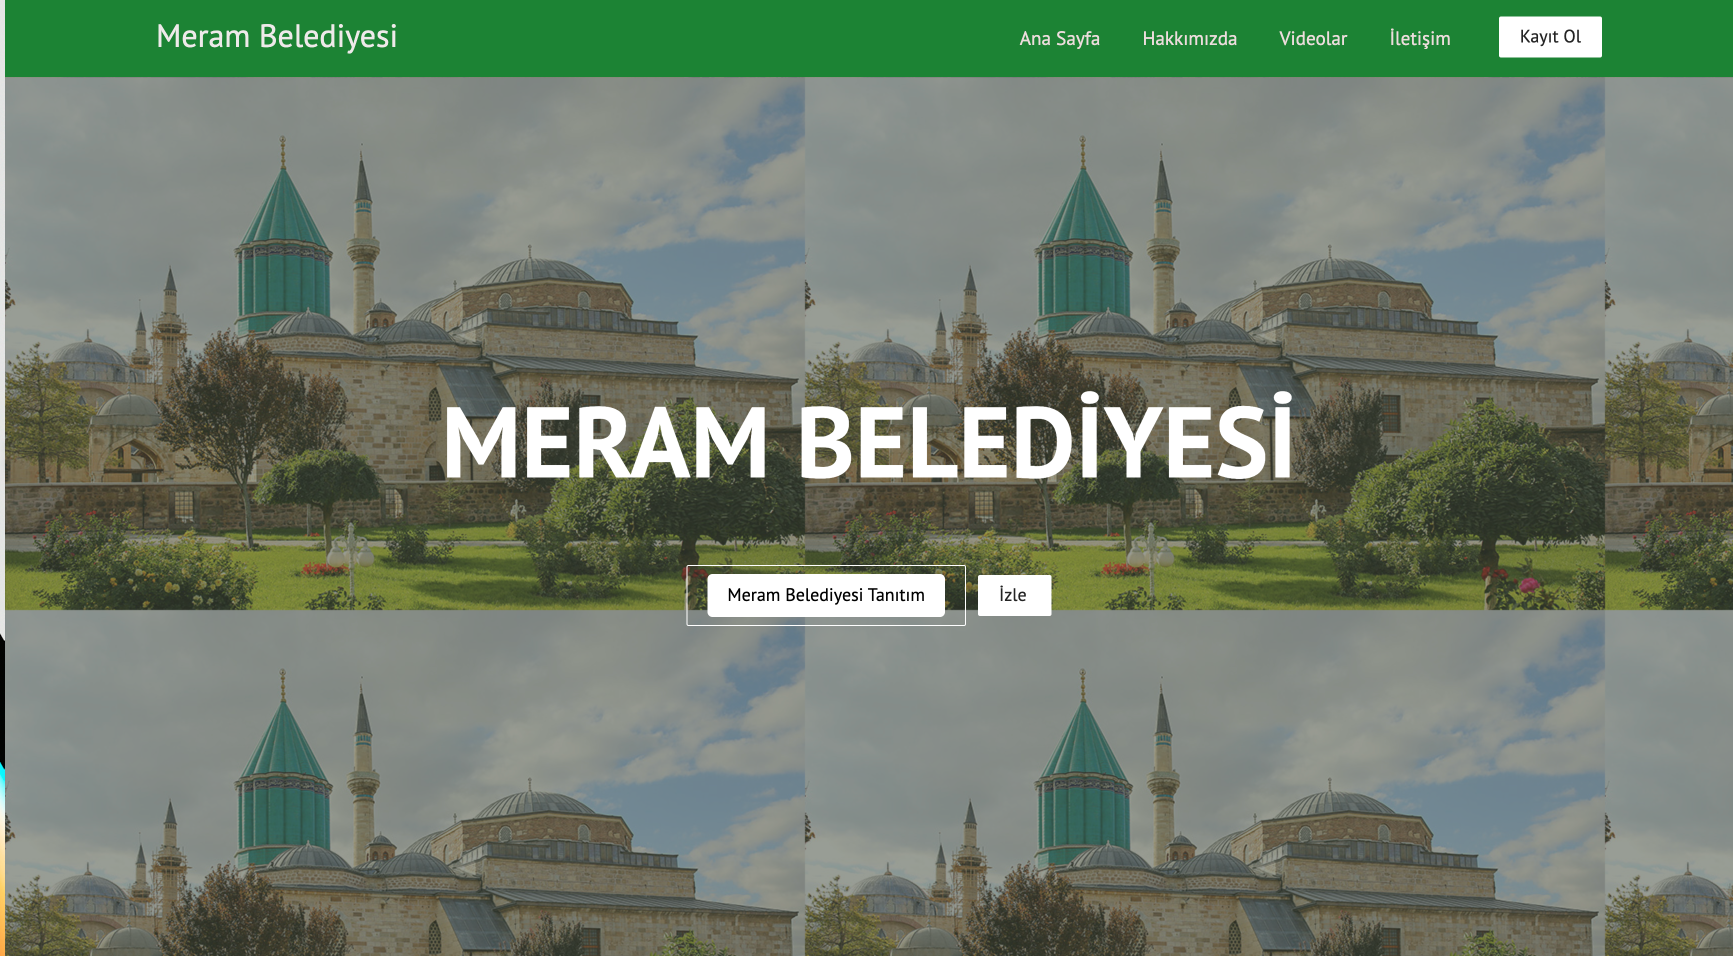 Meram Belediyesi
Ana Sayfa
Hakkımızda
Videolar
İletişim
Kayıt Ol
MERAM BELEDİYESİ
Meram Belediyesi Tanıtım
İzle